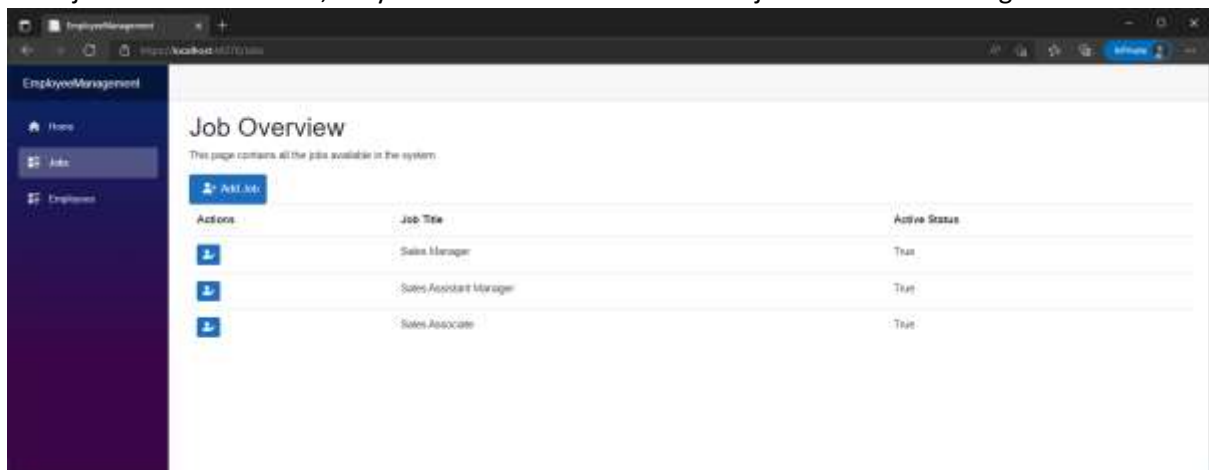 EmployeeManagement
EmployeeManagement
Home
Jobs
Employees
Job Overview
This page contains all the jobs available in the system
Add Job
Actions Job Title Active Status
Sales Manager True
Sales Assistant Manager True
Sales Associate True